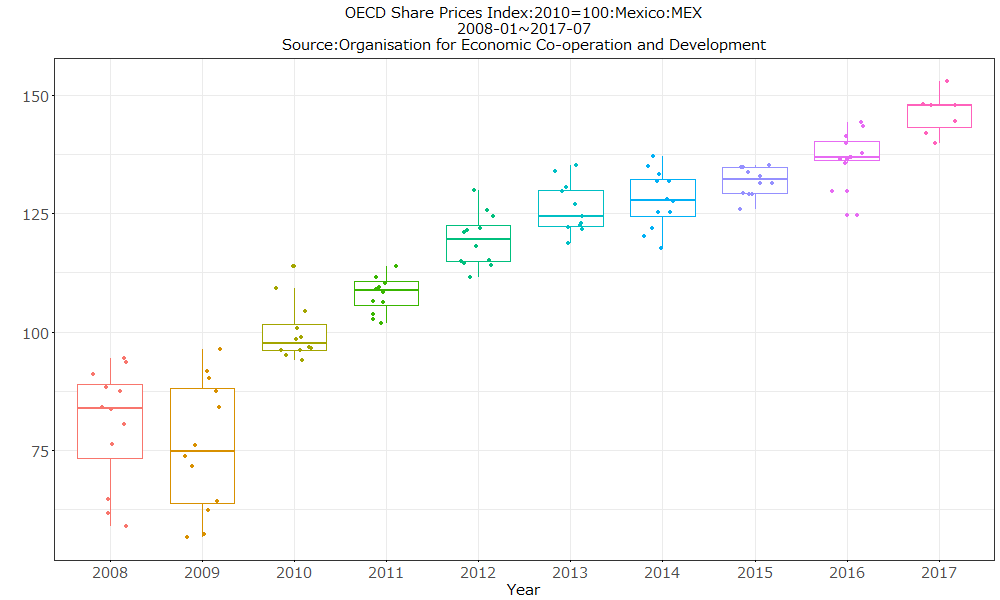 OECD Share Prices Index:2010=100:Mexico:MEX
2008-01~2017-07
Source:Organisation for Economic Co-operation and Development
150
125
100
75
2008 2009 2010 2011 2012 2013 2014 2015 2016 2017
Year